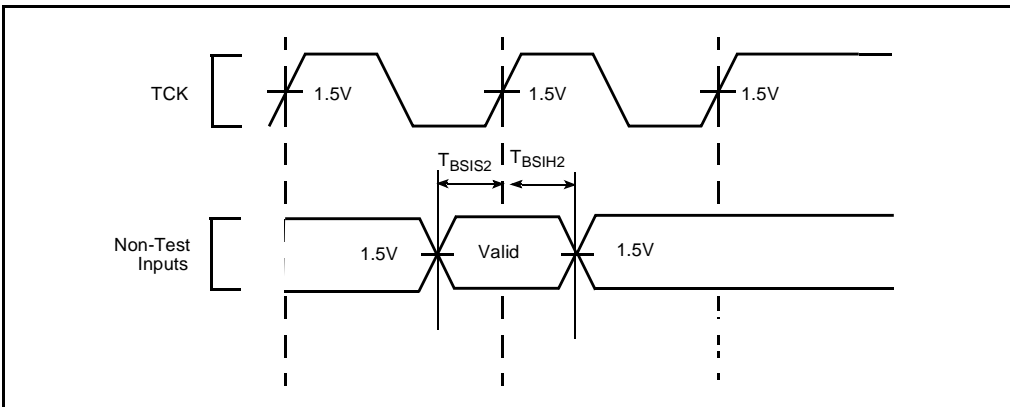 TCK
1.5V
1.5V
1.5V
TBSIS2
TBSIH2
Non-Test
Inputs
1.5V
Valid
1.5V